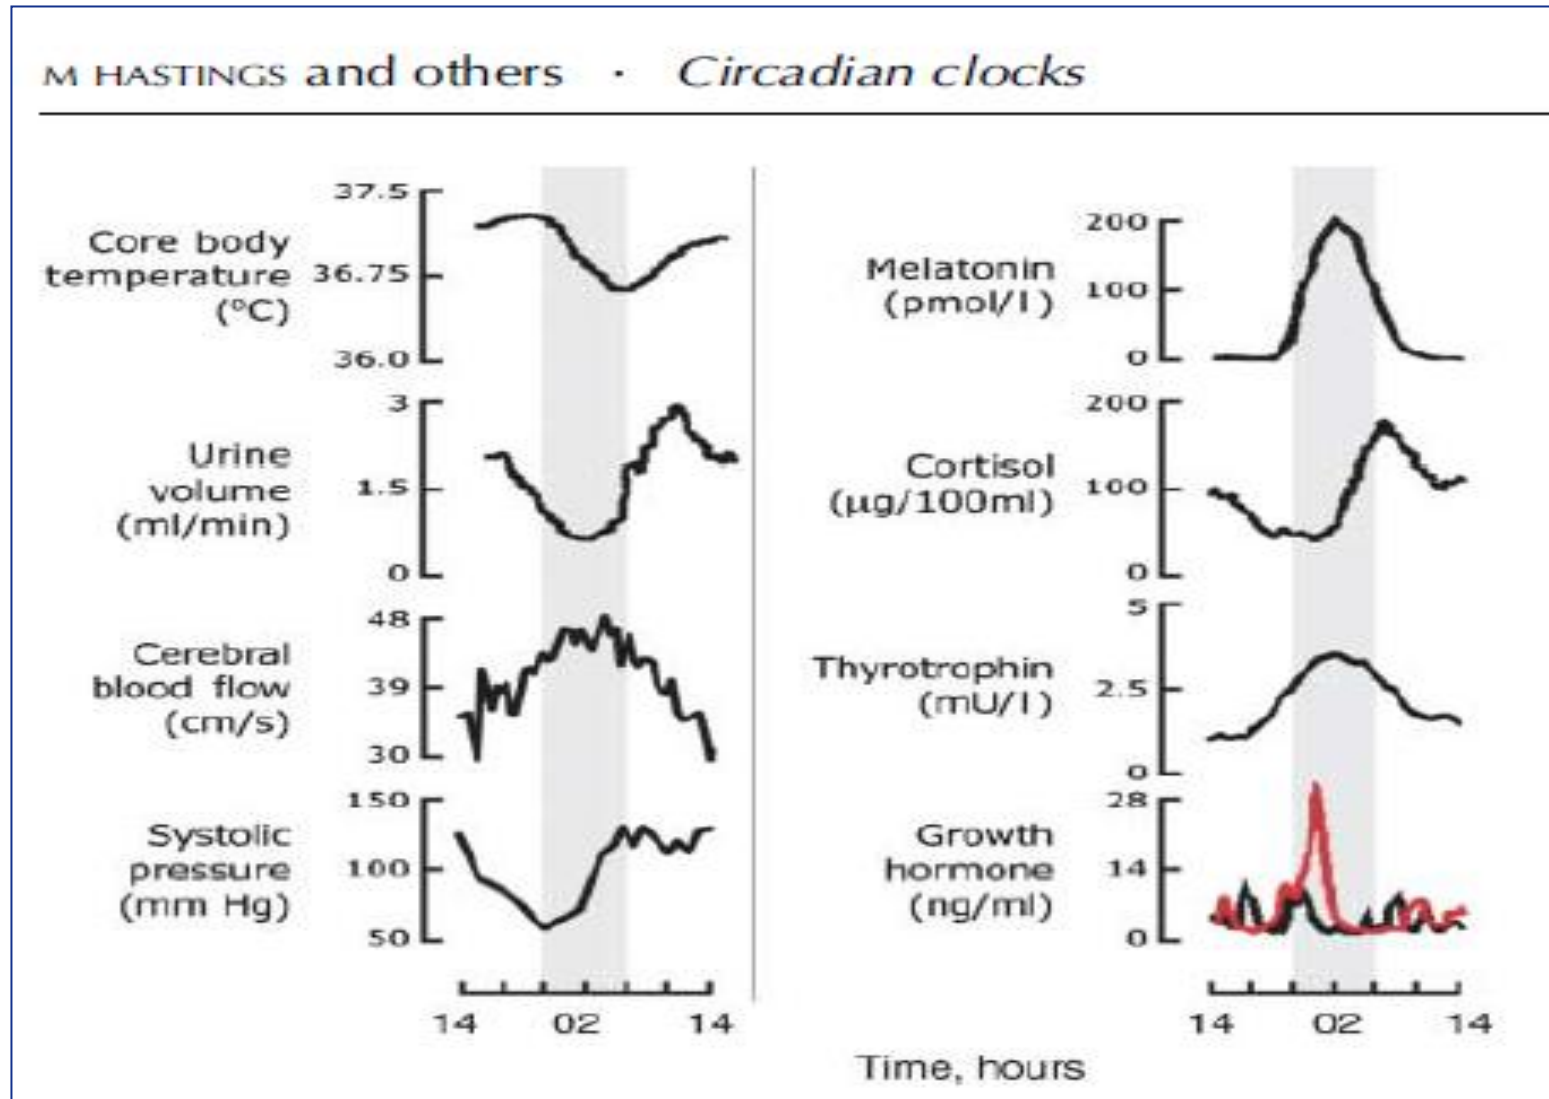 M HASTINGS and others · Circadian clocks
Core body
temperature
(°C)
37.5
36.75
36.0
Urine
volume
(ml/min)
3
1.5
0
Cerebral
blood flow
(cm/s)
48
39
30
Systolic
pressure
(mm Hg)
150
100
50
14 02 14
Melatonin
(pmol/l)
200
100
0
Cortisol
(μg/100ml)
200
100
0
Thyrotrophin
(mU/l)
5
2.5
0
Growth
hormone
(ng/ml)
28
14
0
14 02 14
Time, hours